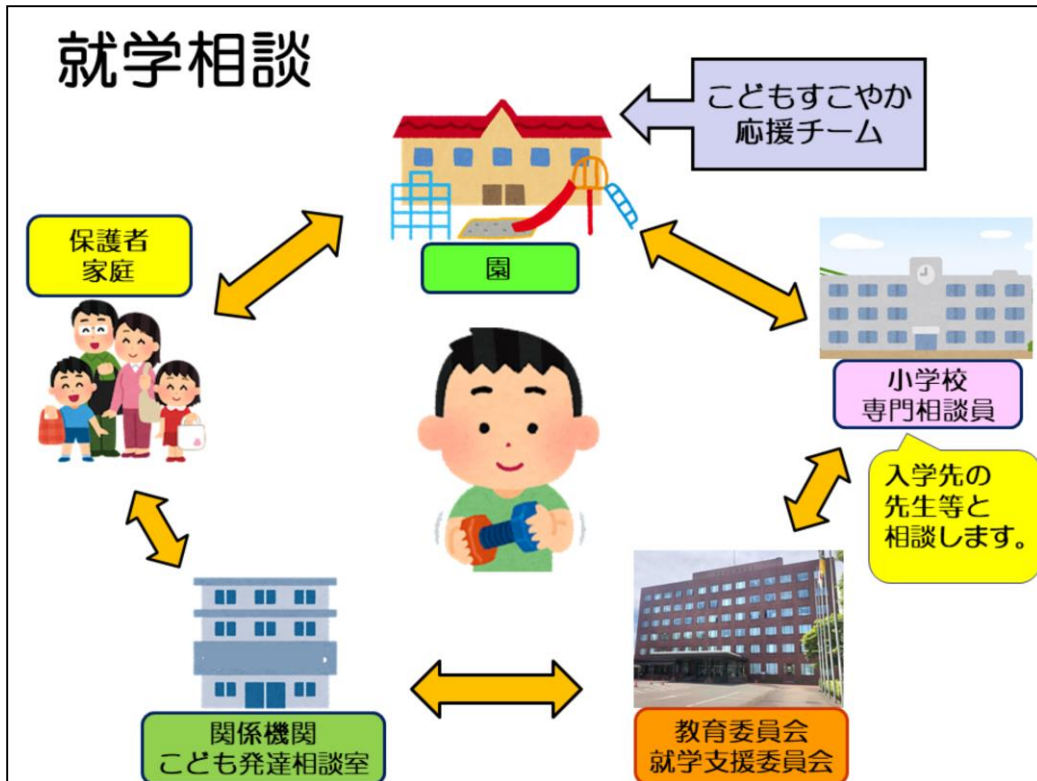 就学相談
こどもすこやか
応援チーム
保護者
家庭
園
小学校
専門相談員
入学先の
先生等と
相談します。
関係機関
こども発達相談室
教育委員会
就学支援委員会